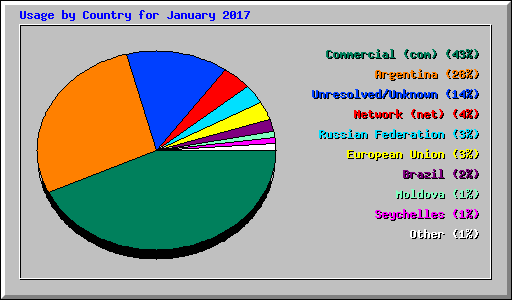 Usage by Country for January 2017
Commercial (com) (43%)
Argentina (28%)
Unresolved/Unknown (14%)
Network (net) (4%)
Russian Federation (3%)
European Union (3%)
Brazil (2%)
Moldova (1%)
Seychelles (1%)
Other (1%)